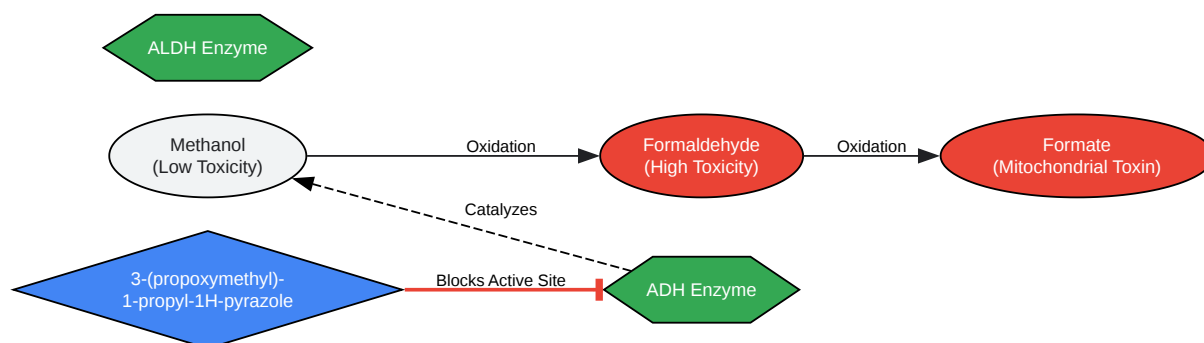 ALDH Enzyme
Methanol
(Low Toxicity)
Oxidation
Formaldehyde
(High Toxicity)
Oxidation
Formate
(Mitochondrial Toxin)
Catalyzes
3-(propoxymethyl)-
1-propyl-1H-pyrazole
Blocks Active Site
ADH Enzyme